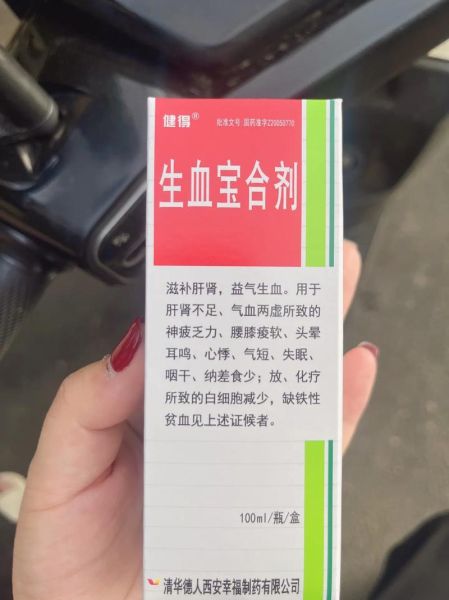 健得® 批准文号:国药准字Z20050770
生血宝合剂
滋补肝肾，益气生血。用于
肝肾不足、气血两虚所致的
神疲乏力、腰膝疲软、头晕
耳鸣、心悸、气短、失眠、
咽干、纳差食少；放、化疗
所致的白细胞减少，缺铁性
贫血见上述证候者。
100ml/瓶/盒
清华德人西安幸福制药有限公司